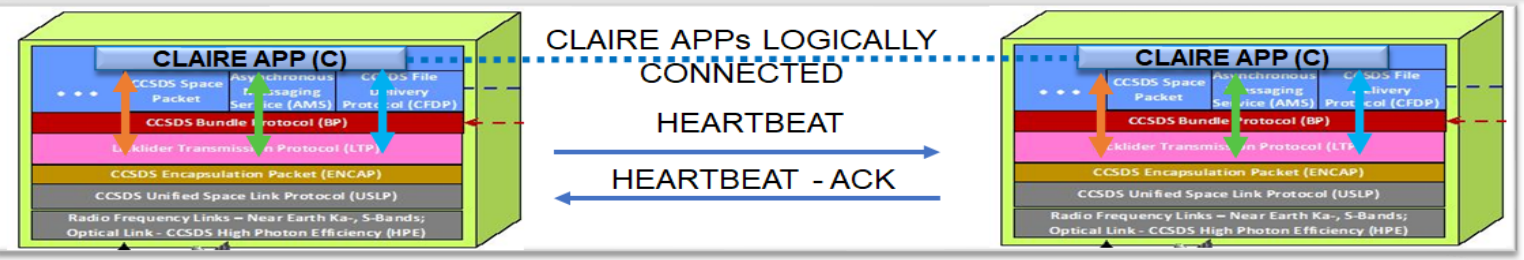 CLAIRE APP (C)
CCSDS Space
Packet
Asynchronous
Messaging
Service (AMS)
CCSDS File
Delivery
Protocol (CFDP)
CCSDS Bundle Protocol (BP)
Transmission Protocol (LTP)
CCSDS Encapsulation Packet (ENCAP)
CCSDS Unified Space Link Protocol (USLP)
Radio Frequency Links – Near Earth Ka-, S-Bands;
Optical Link - CCSDS High Photon Efficiency (HPE)
CLAIRE APPs LOGICALLY
CONNECTED
HEARTBEAT
HEARTBEAT - ACK
CLAIRE APP (C)
CCSDS Space
Packet
Asynchronous
Messaging
Service (AMS)
CCSDS File
Delivery
Protocol (CFDP)
CCSDS Bundle Protocol (BP)
Transmission Protocol (LTP)
CCSDS Encapsulation Packet (ENCAP)
CCSDS Unified Space Link Protocol (USLP)
Radio Frequency Links – Near Earth Ka-, S-Bands;
Optical Link - CCSDS High Photon Efficiency (HPE)